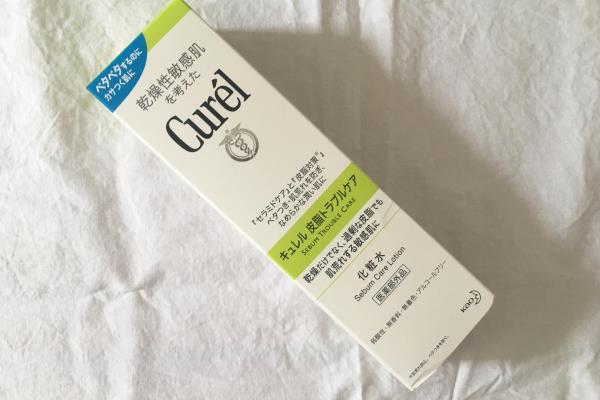 ベタベタするのに
カサつく肌に
乾燥性敏感肌
を考えた
Curél
『セラミドケア』と『皮脂対策※』
ベタつき・肌荒れを防ぎ、
なめらかな潤い肌に
キュレル 皮脂トラブルケア
SEBUM TROUBLE CARE
乾燥だけでなく、過剰な皮脂でも
肌荒れする敏感肌に
化粧水
Sebum Care Lotion
医薬部外品
弱酸性・無香料・無着色・アルコールフリー
Kao